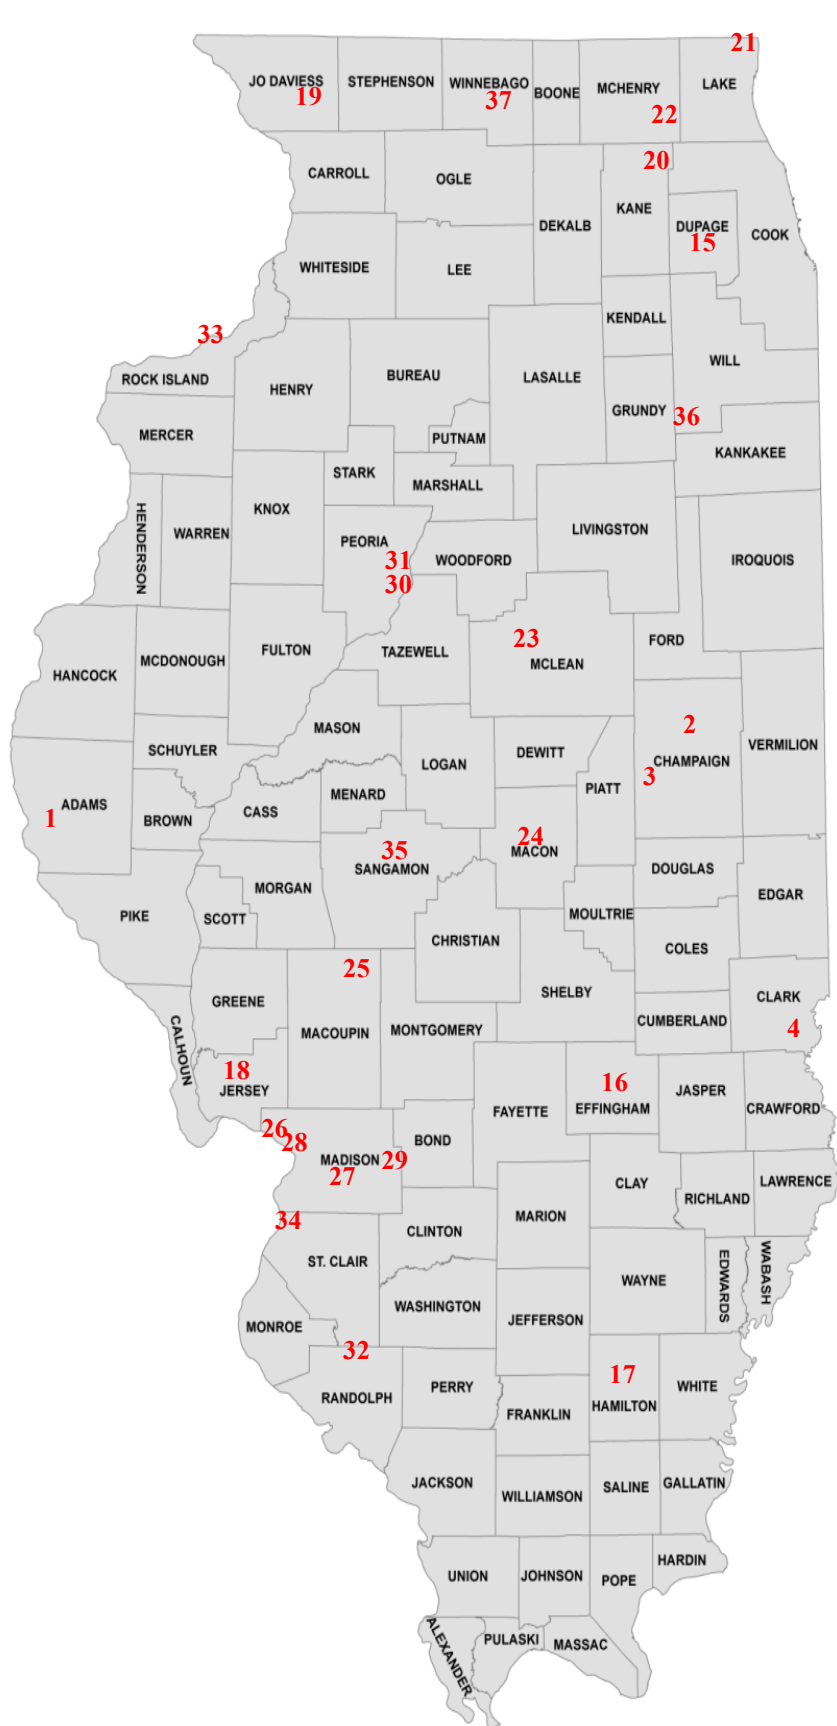 21
JO DAVIESS
STEPHENSON
WINNEBAGO
BOONE
MCHENRY
LAKE
19
37
22
20
CARROLL
OGLE
DEKALB
KANE
DUPAGE
15
COOK
WHITESIDE
LEE
KENDALL
33
ROCK ISLAND
HENRY
BUREAU
LASALLE
WILL
GRUNDY
36
MERCER
PUTNAM
KANKAKEE
STARK
MARSHALL
HENDERSON
WARREN
KNOX
PEORIA
31
30
WOODFORD
LIVINGSTON
IROQUOIS
HANCOCK
MCDONOUGH
FULTON
TAZEWELL
23
MCLEAN
FORD
2
CHAMPAIGN
3
VERMILION
SCHUYLER
MASON
LOGAN
DEWITT
PIATT
1
ADAMS
BROWN
CASS
MENARD
35
SANGAMON
24
MACON
DOUGLAS
EDGAR
PIKE
SCOTT
MORGAN
CHRISTIAN
MOULTRIE
COLES
25
GREENE
MACOUPIN
MONTGOMERY
SHELBY
CUMBERLAND
CLARK
4
CALHOUN
18
JERSEY
FAYETTE
16
EFFINGHAM
JASPER
CRAWFORD
26
28
MADISON
27
29
BOND
CLAY
RICHLAND
LAWRENCE
34
ST. CLAIR
CLINTON
MARION
WAYNE
EDWARDS
WABASH
MONROE
WASHINGTON
JEFFERSON
32
RANDOLPH
PERRY
FRANKLIN
17
HAMILTON
WHITE
JACKSON
WILLIAMSON
SALINE
GALLATIN
UNION
JOHNSON
POPE
HARDIN
ALEXANDER
PULASKI
MASSAC